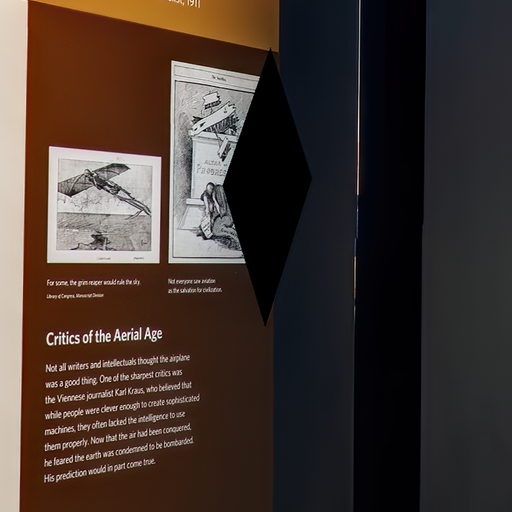 1911
For some, the grim reaper would rule the sky.
Library of Congress, Manuscript Division
Not everyone saw aviation
as the salvation for civilization.
Critics of the Aerial Age
Not all writers and intellectuals thought the airplane
was a good thing. One of the sharpest critics was
the Viennese journalist Karl Kraus, who believed that
while people were clever enough to create sophisticated
machines, they often lacked the intelligence to use
them properly. Now that the air had been conquered,
he feared the earth was condemned to be bombarded.
His prediction would in part come true.